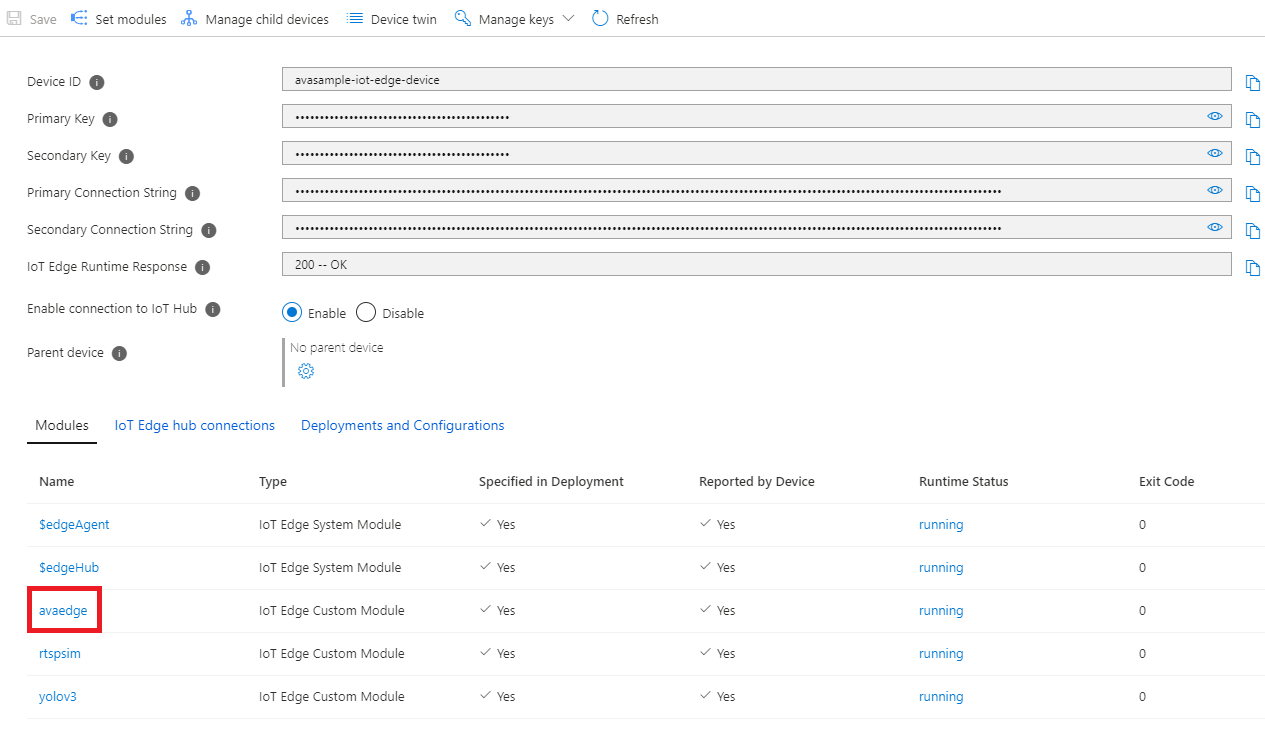 Save Set modules Manage child devices Device twin Manage keys Refresh
Device ID avasample-iot-edge-device
Primary Key ••••••••••••••••••••••••••••••••••••••••••••
Secondary Key ••••••••••••••••••••••••••••••••••••••••••••
Primary Connection String
Secondary Connection String
IoT Edge Runtime Response 200 -- OK
Enable connection to IoT Hub Enable Disable
Parent device No parent device
Modules IoT Edge hub connections Deployments and Configurations
Name Type Specified in Deployment Reported by Device Runtime Status Exit Code
$edgeAgent IoT Edge System Module Yes Yes running 0
$edgeHub IoT Edge System Module Yes Yes running 0
avaedge IoT Edge Custom Module Yes Yes running 0
rtspsim IoT Edge Custom Module Yes Yes running 0
yolov3 IoT Edge Custom Module Yes Yes running 0